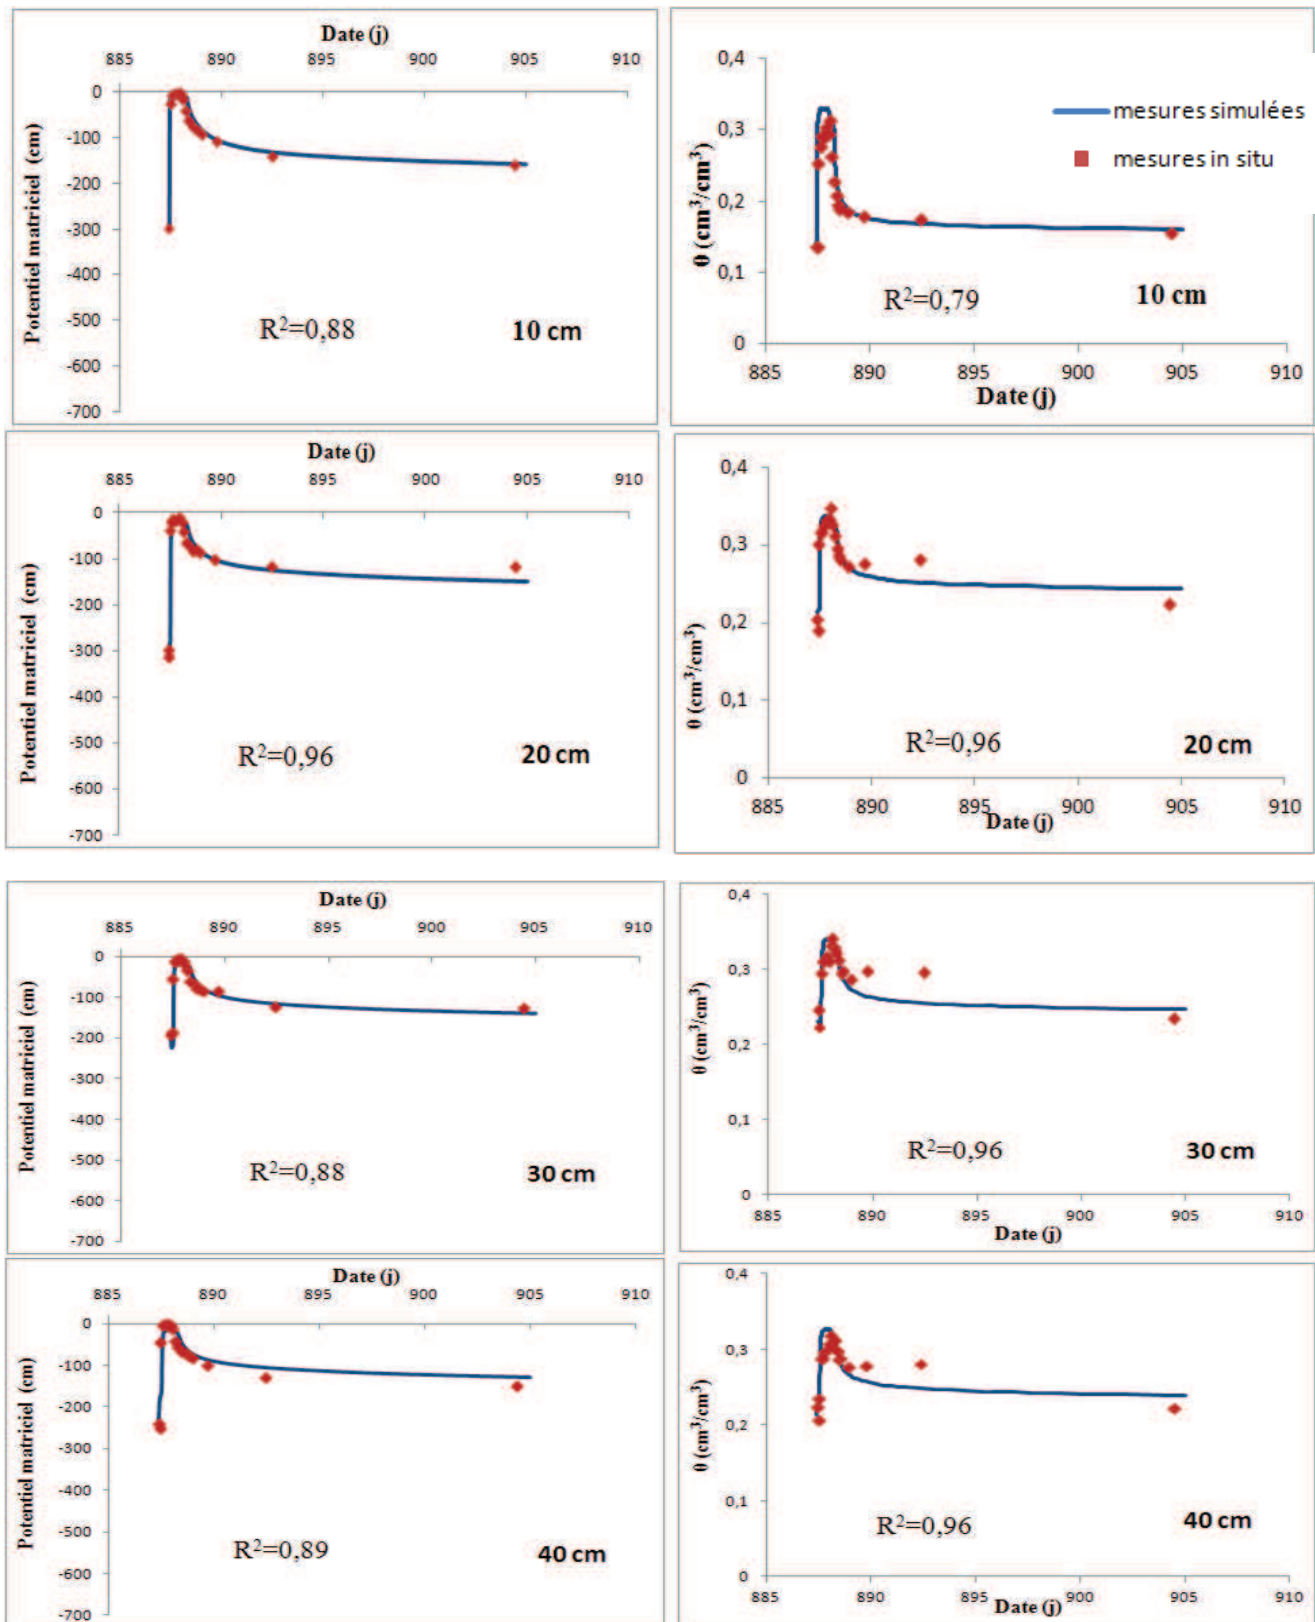 Date (j)
885 890 895 900 905 910
0
-100
-200
-300
-400
-500
-600
-700
Potentiel matriciel (cm)
R²=0,88
10 cm
0,4
0,3
0,2
0,1
0
θ (cm³/cm³)
mesures simulées
mesures in situ
R²=0,79
10 cm
885 890 895 900 905 910
Date (j)
Date (j)
885 890 895 900 905 910
0
-100
-200
-300
-400
-500
-600
-700
Potentiel matriciel (cm)
R²=0,96
20 cm
0,4
0,3
0,2
0,1
0
θ (cm³/cm³)
R²=0,96
20 cm
885 890 895 900 905 910
Date (j)
Date (j)
885 890 895 900 905 910
0
-100
-200
-300
-400
-500
-600
-700
Potentiel matriciel (cm)
R²=0,88
30 cm
0,4
0,3
0,2
0,1
0
θ (cm³/cm³)
R²=0,96
30 cm
885 890 895 900 905 910
Date (j)
Date (j)
885 890 895 900 905 910
0
-100
-200
-300
-400
-500
-600
-700
Potentiel matriciel (cm)
R²=0,89
40 cm
0,4
0,3
0,2
0,1
0
θ (cm³/cm³)
R²=0,96
40 cm
885 890 895 900 905 910
Date (j)